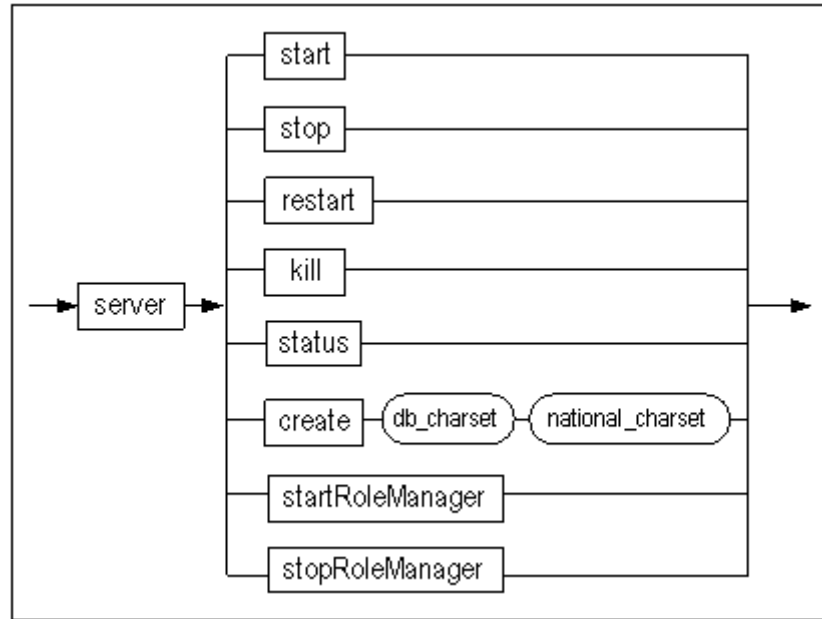 start
stop
restart
kill
server
status
create db_charset national_charset
startRoleManager
stopRoleManager